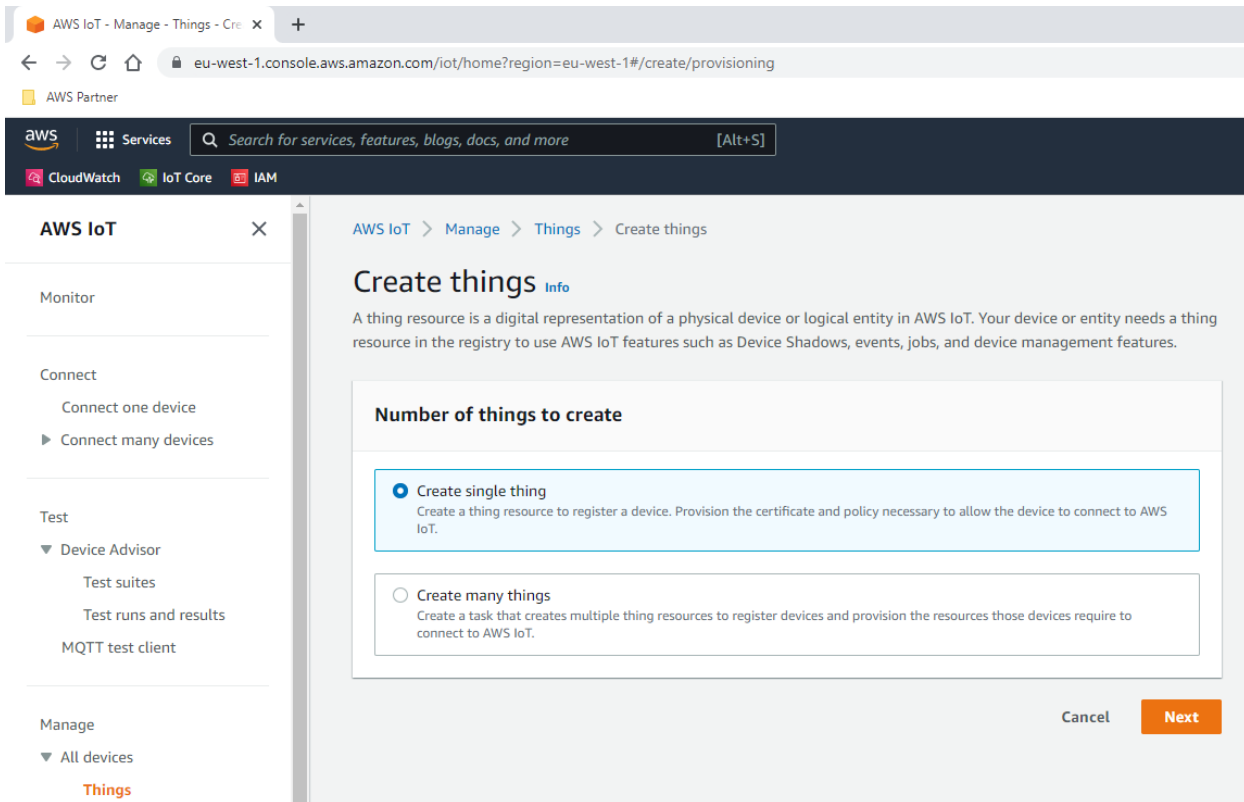 AWS IoT - Manage - Things - Cre
eu-west-1.console.aws.amazon.com/iot/home?region=eu-west-1#/create/provisioning
AWS Partner
aws Services Search for services, features, blogs, docs, and more [Alt+S]
CloudWatch IoT Core IAM
AWS IoT
Monitor
Connect
Connect one device
Connect many devices
Test
Device Advisor
Test suites
Test runs and results
MQTT test client
Manage
All devices
Things
AWS IoT > Manage > Things > Create things
Create things Info
A thing resource is a digital representation of a physical device or logical entity in AWS IoT. Your device or entity needs a thing
resource in the registry to use AWS IoT features such as Device Shadows, events, jobs, and device management features.
Number of things to create
Create single thing
Create a thing resource to register a device. Provision the certificate and policy necessary to allow the device to connect to AWS
IoT.
Create many things
Create a task that creates multiple thing resources to register devices and provision the resources those devices require to
connect to AWS IoT.
Cancel Next